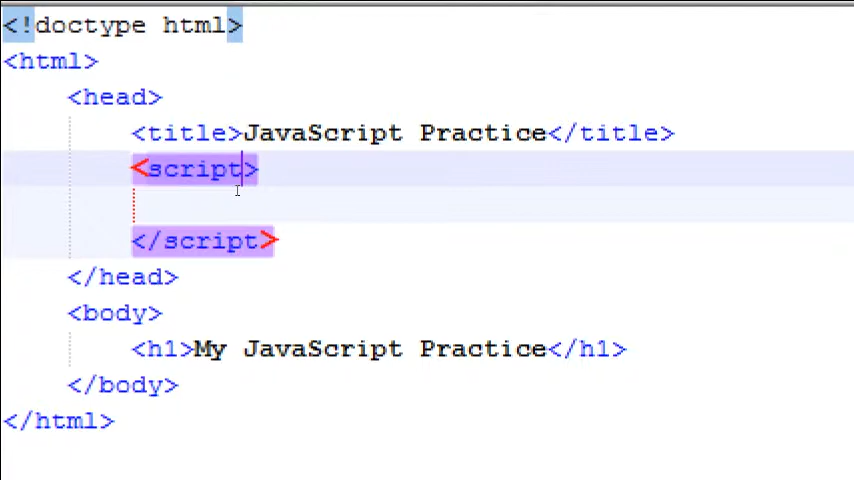 <!doctype html>
<html>
<head>
<title>JavaScript Practice</title>
<script>
</script>
</head>
<body>
<h1>My JavaScript Practice</h1>
</body>
</html>